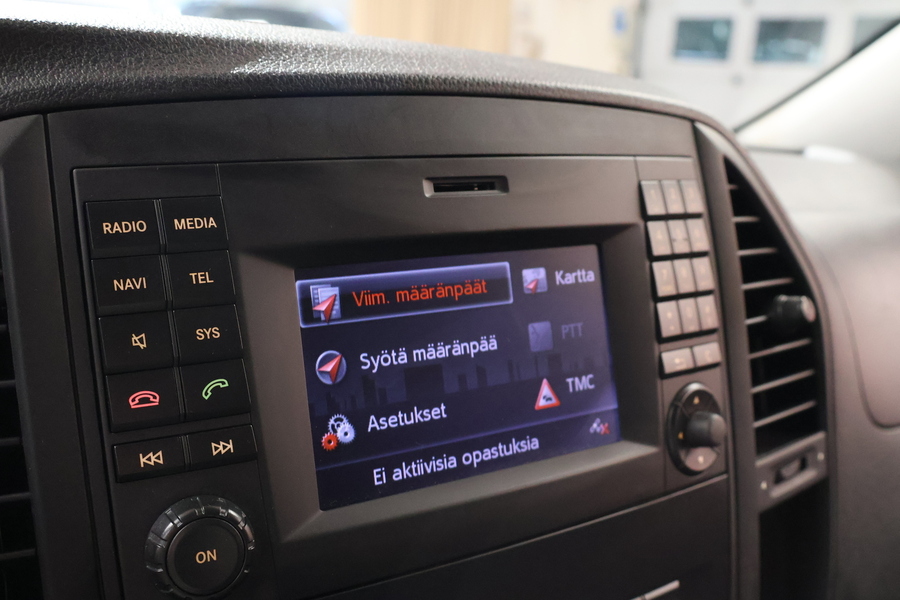 RADIO
MEDIA
NAVI
TEL
SYS
ON
Viim. määränpäät
Kartta
Syötä määränpää
PTT
Asetukset
TMC
Ei aktiivisia opastuksia